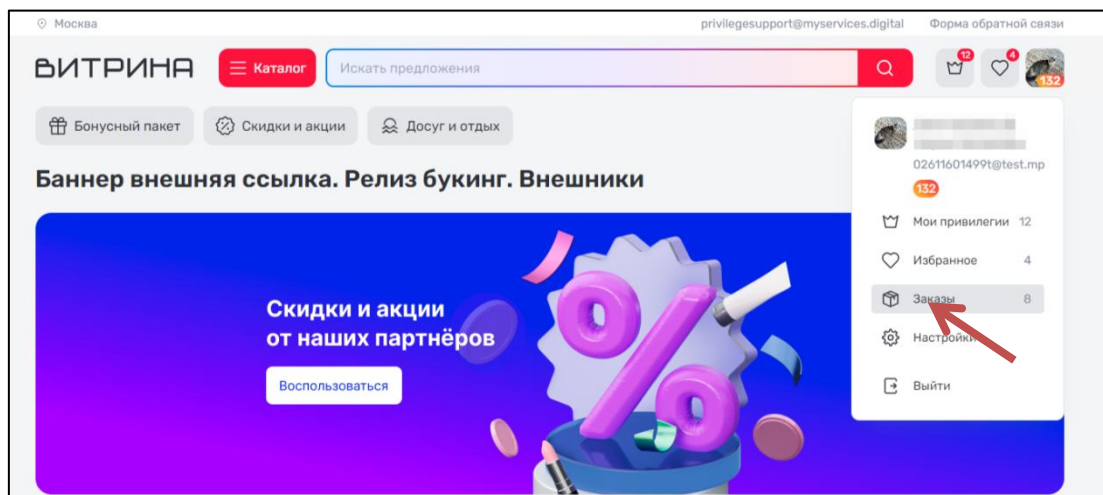 Москва
privilegesupport@myservices.digital Форма обратной связи
ВИТРИНА Каталог Искать предложения 12 4 132
Бонусный пакет Скидки и акции Досуг и отдых
Баннер внешняя ссылка. Релиз букинг. Внешники
Скидки и акции
от наших партнёров
Воспользоваться
02611601499t@test.mp
132
Мои привилегии 12
Избранное 4
Заказы 8
Настройки
Выйти